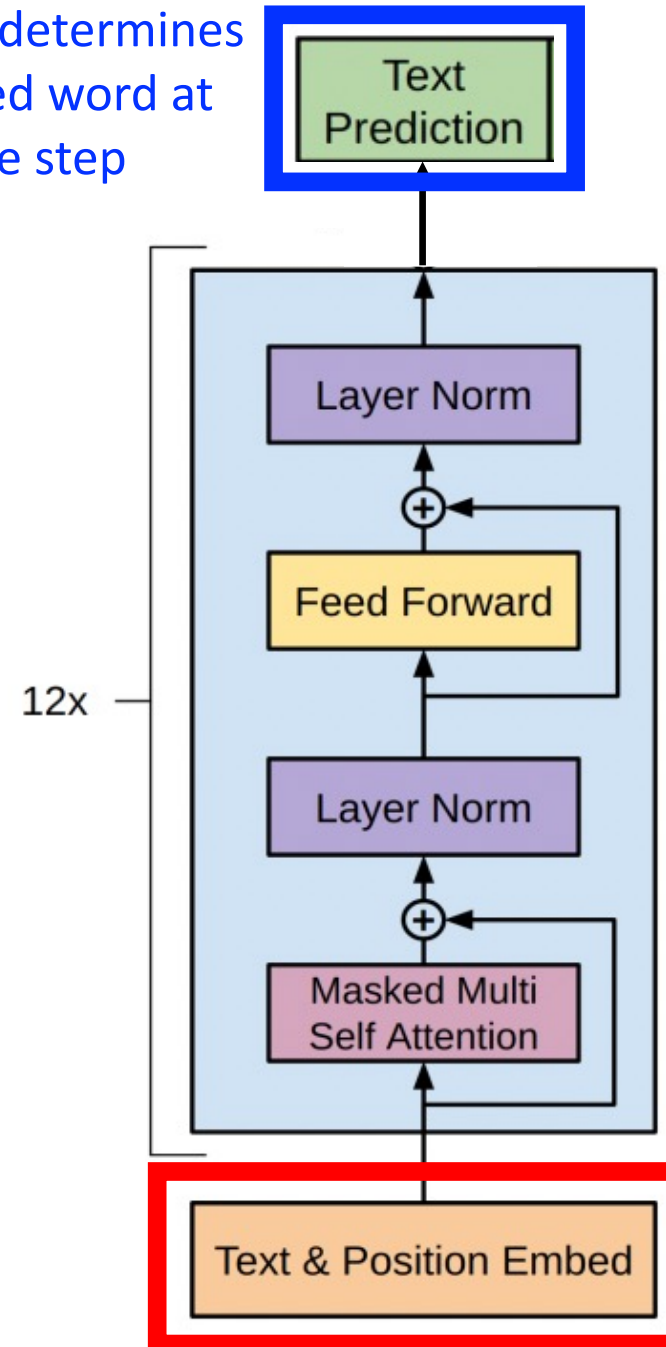 determines
ed word at
e step
Text
Prediction
Layer Norm
+
Feed Forward
12x
Layer Norm
+
Masked Multi
Self Attention
Text & Position Embed